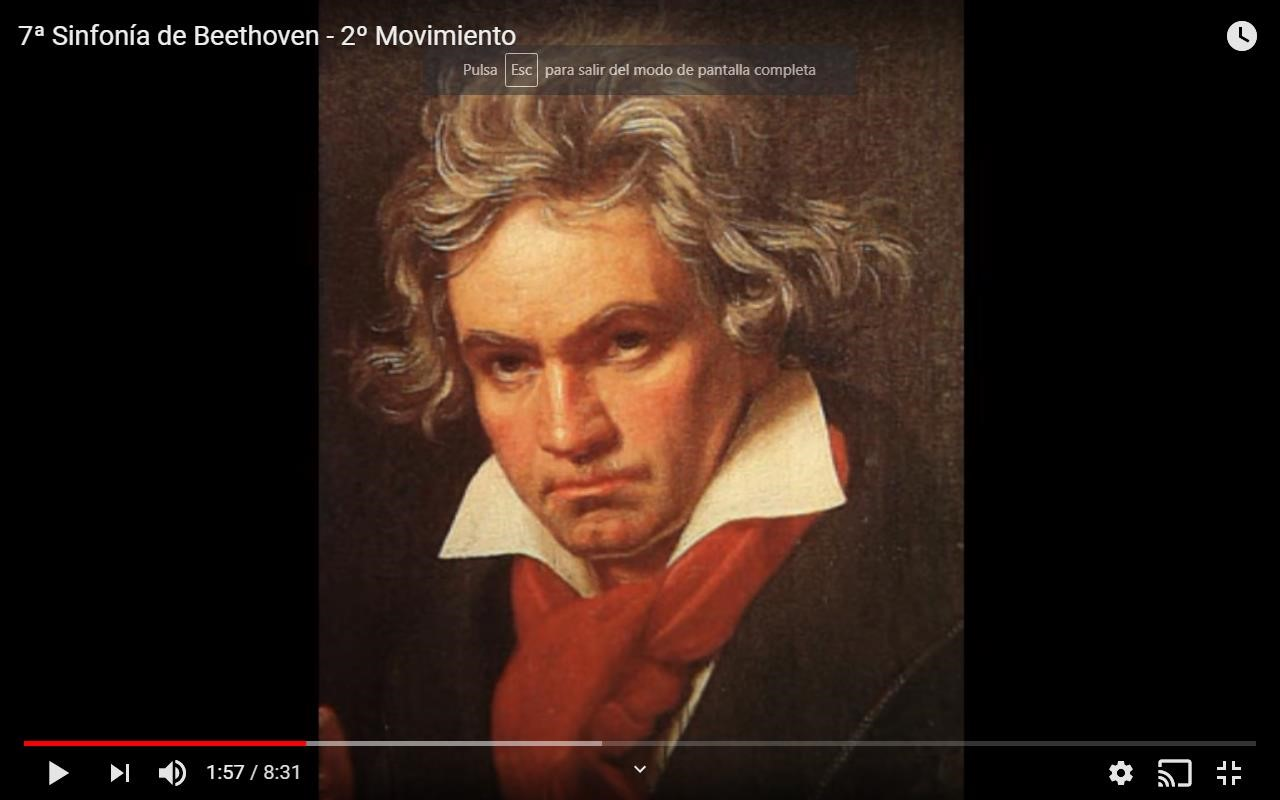 7ª Sinfonía de Beethoven - 2º Movimiento
Pulsa Esc para salir del modo de pantalla completa
1:57 / 8:31